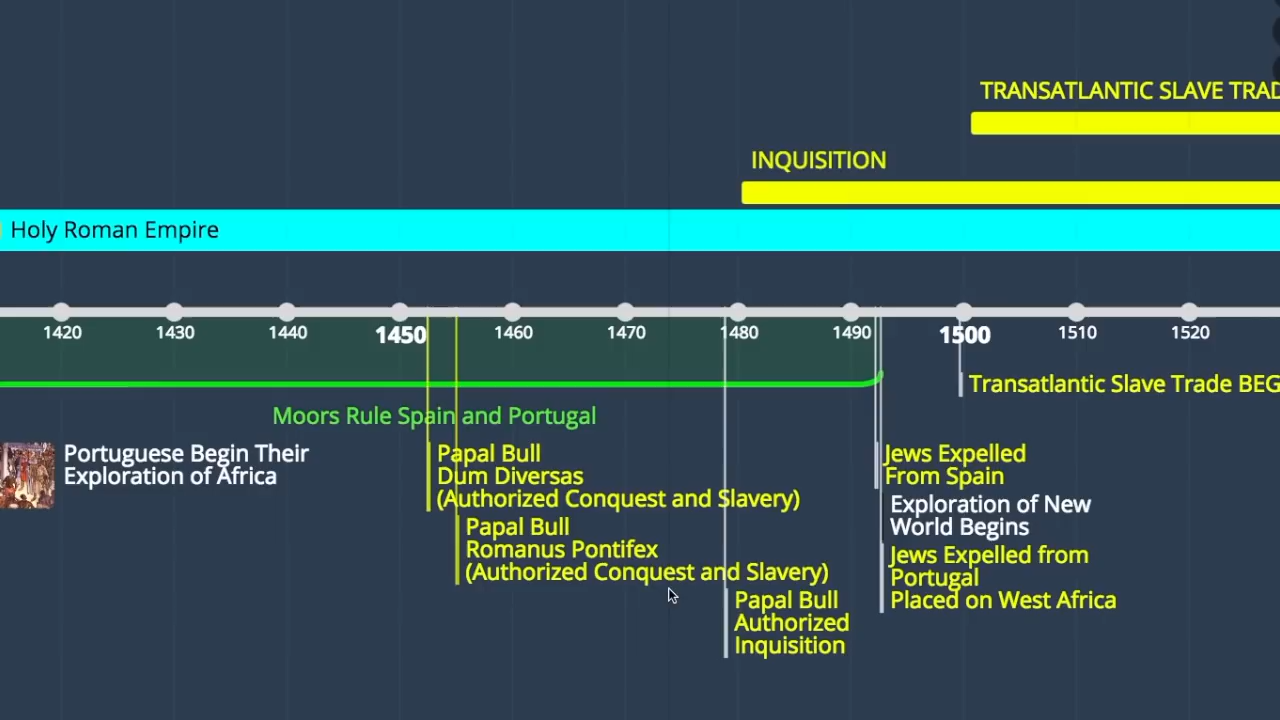 TRANSATLANTIC SLAVE TRAD
INQUISITION
Holy Roman Empire
1420 1430 1440 1450 1460 1470 1480 1490 1500 1510 1520
Transatlantic Slave Trade BEG
Moors Rule Spain and Portugal
Portuguese Begin Their
Exploration of Africa
Papal Bull
Dum Diversas
(Authorized Conquest and Slavery)
Papal Bull
Romanus Pontifex
(Authorized Conquest and Slavery)
Papal Bull
Authorized
Inquisition
Jews Expelled
From Spain
Exploration of New
World Begins
Jews Expelled from
Portugal
Placed on West Africa